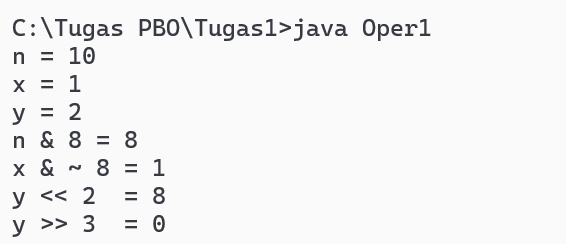 C:\Tugas PBO\Tugas1>java Oper1
n = 10
x = 1
y = 2
n & 8 = 8
x & ~ 8 = 1
y << 2  = 8
y >> 3  = 0